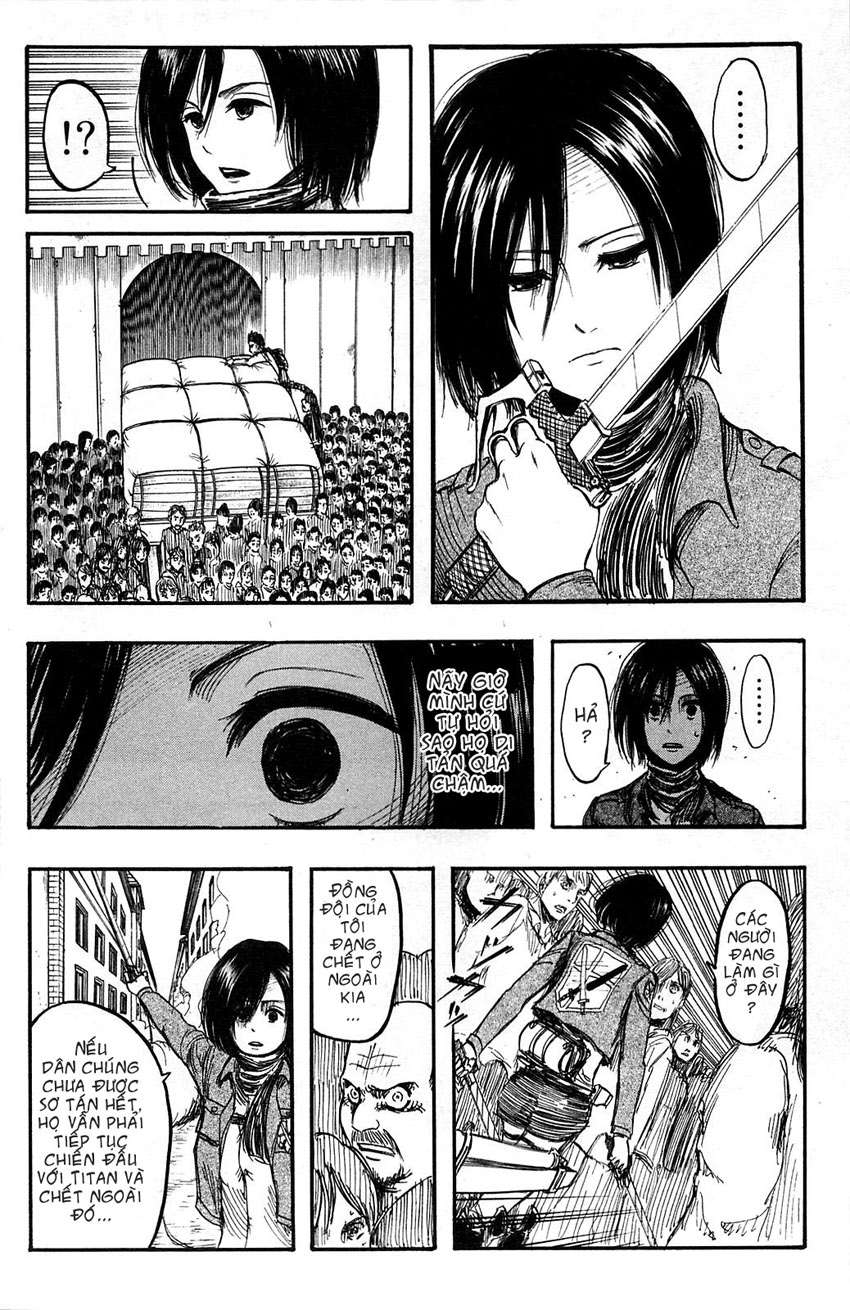 ......
!?
......
HẢ
?
NÃY GIỜ
MÌNH CỨ
TỰ HỎI
SAO HỌ DI
TẢN QUÁ
CHẬM...
CÁC
NGƯỜI
ĐANG
LÀM GÌ
Ở ĐÂY
?
ĐỒNG
ĐỘI CỦA
TÔI
ĐANG
CHẾT Ở
NGOÀI
KIA
...
NẾU
DÂN CHÚNG
CHƯA ĐƯỢC
SƠ TÁN HẾT,
HỌ VẪN PHẢI
TIẾP TỤC
CHIẾN ĐẤU
VỚI TITAN VÀ
CHẾT NGOÀI
ĐÓ...